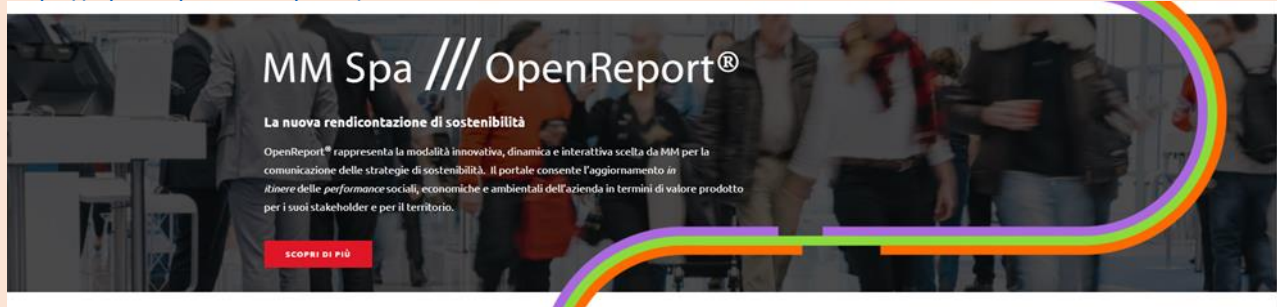 MM Spa /// OpenReport®
La nuova rendicontazione di sostenibilità
OpenReport® rappresenta la modalità innovativa, dinamica e interattiva scelta da MM per la
comunicazione delle strategie di sostenibilità. Il portale consente l'aggiornamento in
itinere delle performance sociali, economiche e ambientali dell'azienda in termini di valore prodotto
per i suoi stakeholder e per il territorio.
SCOPRI DI PIÙ